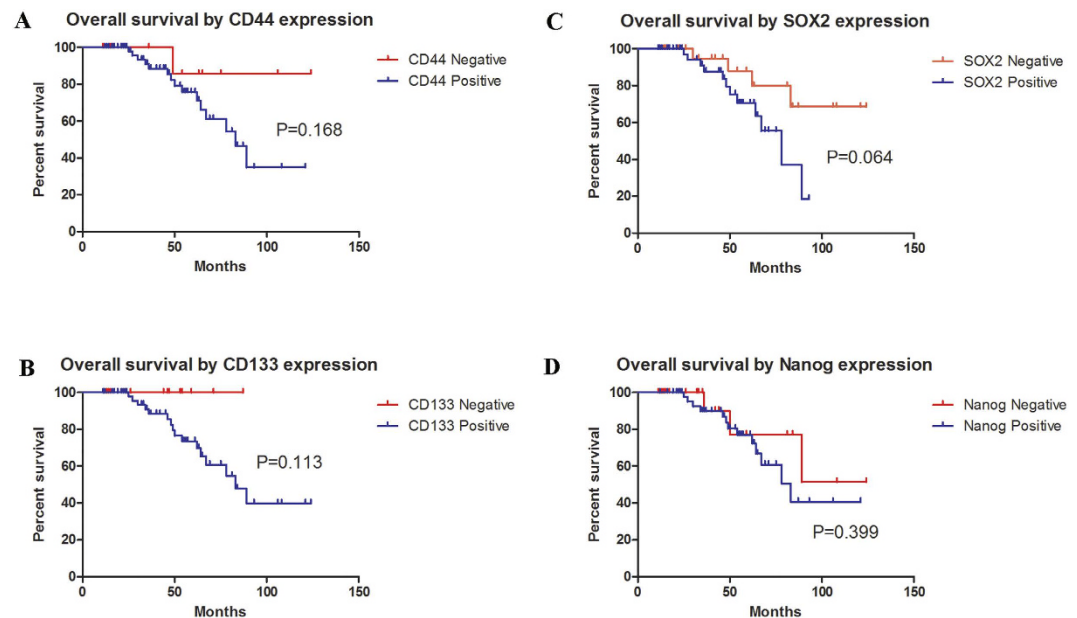 A
Overall survival by CD44 expression
Percent survival
100
80
60
40
20
0
0 50 100 150
Months
CD44 Negative
CD44 Positive
P=0.168
C
Overall survival by SOX2 expression
Percent survival
100
80
60
40
20
0
0 50 100 150
Months
SOX2 Negative
SOX2 Positive
P=0.064
B
Overall survival by CD133 expression
Percent survival
100
80
60
40
20
0
0 50 100 150
Months
CD133 Negative
CD133 Positive
P=0.113
D
Overall survival by Nanog expression
Percent survival
100
80
60
40
20
0
0 50 100 150
Months
Nanog Negative
Nanog Positive
P=0.399